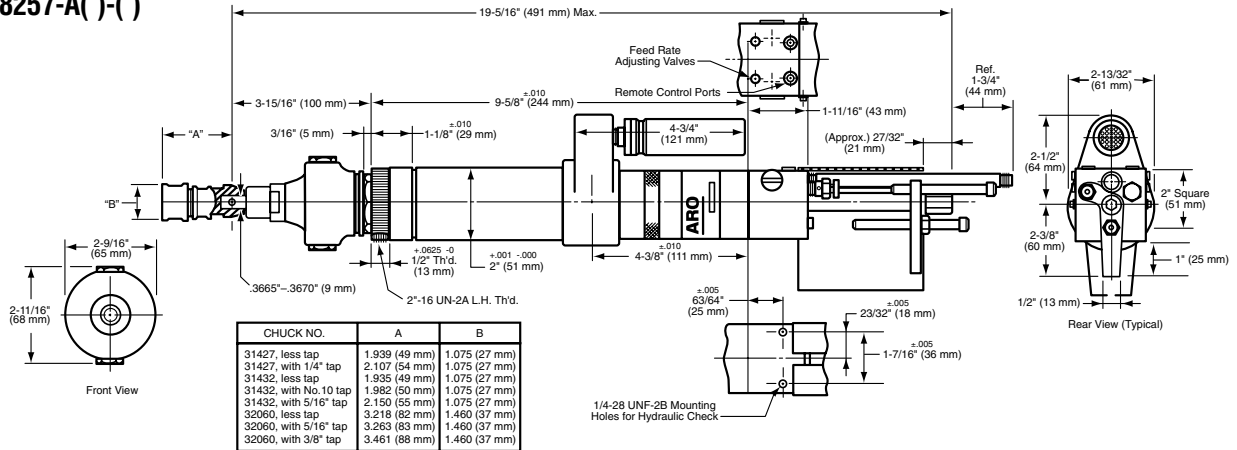 8257-A( )-( )
19-5/16" (491 mm) Max.
Feed Rate
Adjusting Valves
Remote Control Ports
Ref.
1-3/4"
(44 mm)
2-13/32"
(61 mm)
3-15/16" (100 mm)
±.010
9-5/8" (244 mm)
1-11/16" (43 mm)
"A"
3/16" (5 mm)
±.010
1-1/8" (29 mm)
4-3/4"
(121 mm)
(Approx.) 27/32"
(21 mm)
2-1/2"
(64 mm)
"B"
2" Square
(51 mm)
ARO
2-9/16"
(65 mm)
+.0625 -0
1/2" Th'd.
(13 mm)
+.001 -.000
2" (51 mm)
±.010
4-3/8" (111 mm)
2-3/8"
(60 mm)
1" (25 mm)
.3665"–.3670" (9 mm)
2"-16 UN-2A L.H. Th'd.
±.005
63/64"
(25 mm)
±.005
23/32" (18 mm)
1/2" (13 mm)
Rear View (Typical)
2-11/16"
(68 mm)
±.005
1-7/16" (36 mm)
Front View
1/4-28 UNF-2B Mounting
Holes for Hydraulic Check
CHUCK NO. A B
31427, less tap 1.939 (49 mm) 1.075 (27 mm)
31427, with 1/4" tap 2.107 (54 mm) 1.075 (27 mm)
31432, less tap 1.935 (49 mm) 1.075 (27 mm)
31432, with No.10 tap 1.982 (50 mm) 1.075 (27 mm)
31432, with 5/16" tap 2.150 (55 mm) 1.075 (27 mm)
32060, less tap 3.218 (82 mm) 1.460 (37 mm)
32060, with 5/16" tap 3.263 (83 mm) 1.460 (37 mm)
32060, with 3/8" tap 3.461 (88 mm) 1.460 (37 mm)